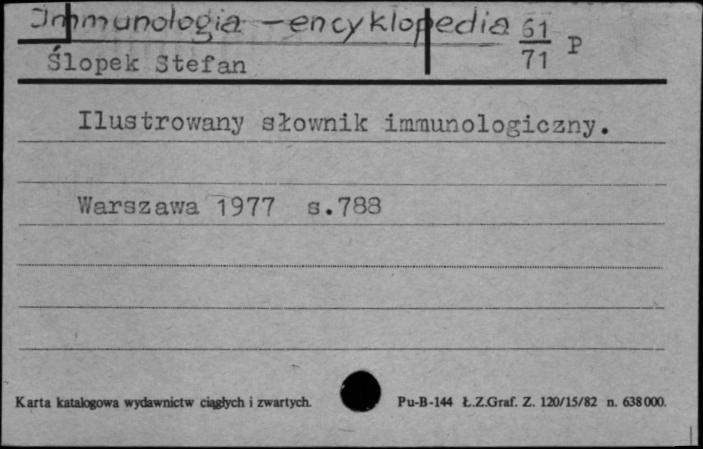 Immunologia - encyklopedia
61
71 P
Ślopek Stefan
Ilustrowany słownik immunologiczny.
Warszawa 1977 s.788
Karta katalogowa wydawnictw ciągłych i zwartych.
Pu-B-144 Ł.Z.Graf. Z. 120/15/82 n. 638000.